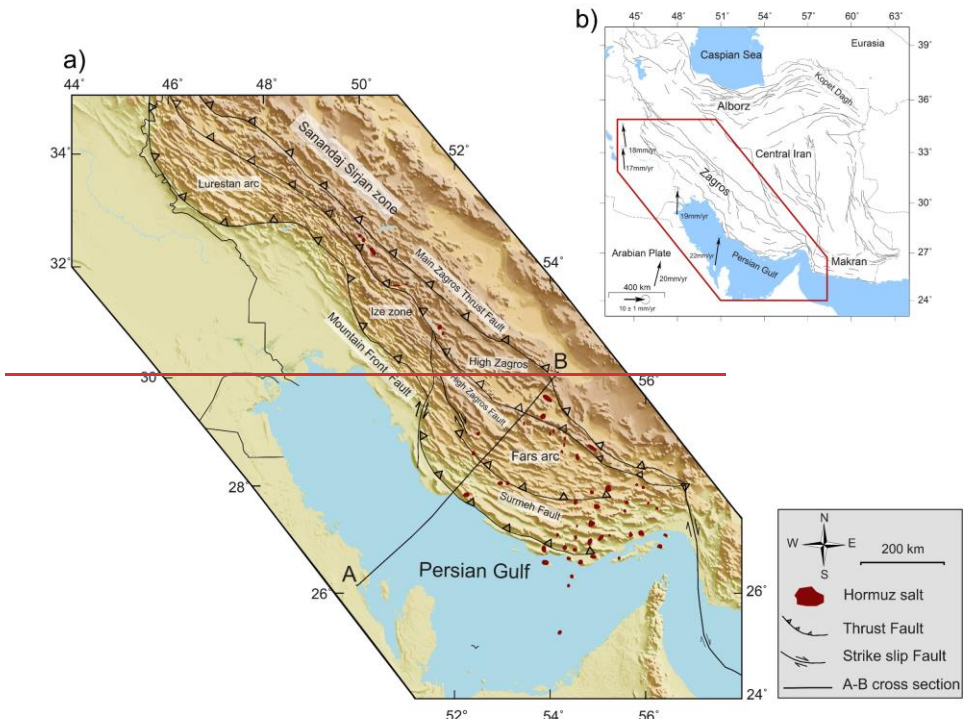 a)
44°
46°
48°
50°
52°
54°
56°
34°
32°
30°
28°
26°
52°
54°
56°
24°
Sanandaj Sirjan zone
Lurestan arc
Main Zagros Thrust Fault
Ize zone
Mountain Front Fault
High Zagros
High Zagros Fault
B
Fars arc
Surmeh Fault
A
Persian Gulf
b)
45°
48°
51°
54°
57°
60°
63°
39°
36°
33°
30°
27°
24°
Caspian Sea
Eurasia
Kopet Dagh
Alborz
Central Iran
18mm/yr
17mm/yr
Zagros
19mm/yr
22mm/yr
Makran
Arabian Plate
Persian Gulf
20mm/yr
400 km
10 ± 1 mm/yr
N
W E
S
200 km
Hormuz salt
Thrust Fault
Strike slip Fault
A-B cross section